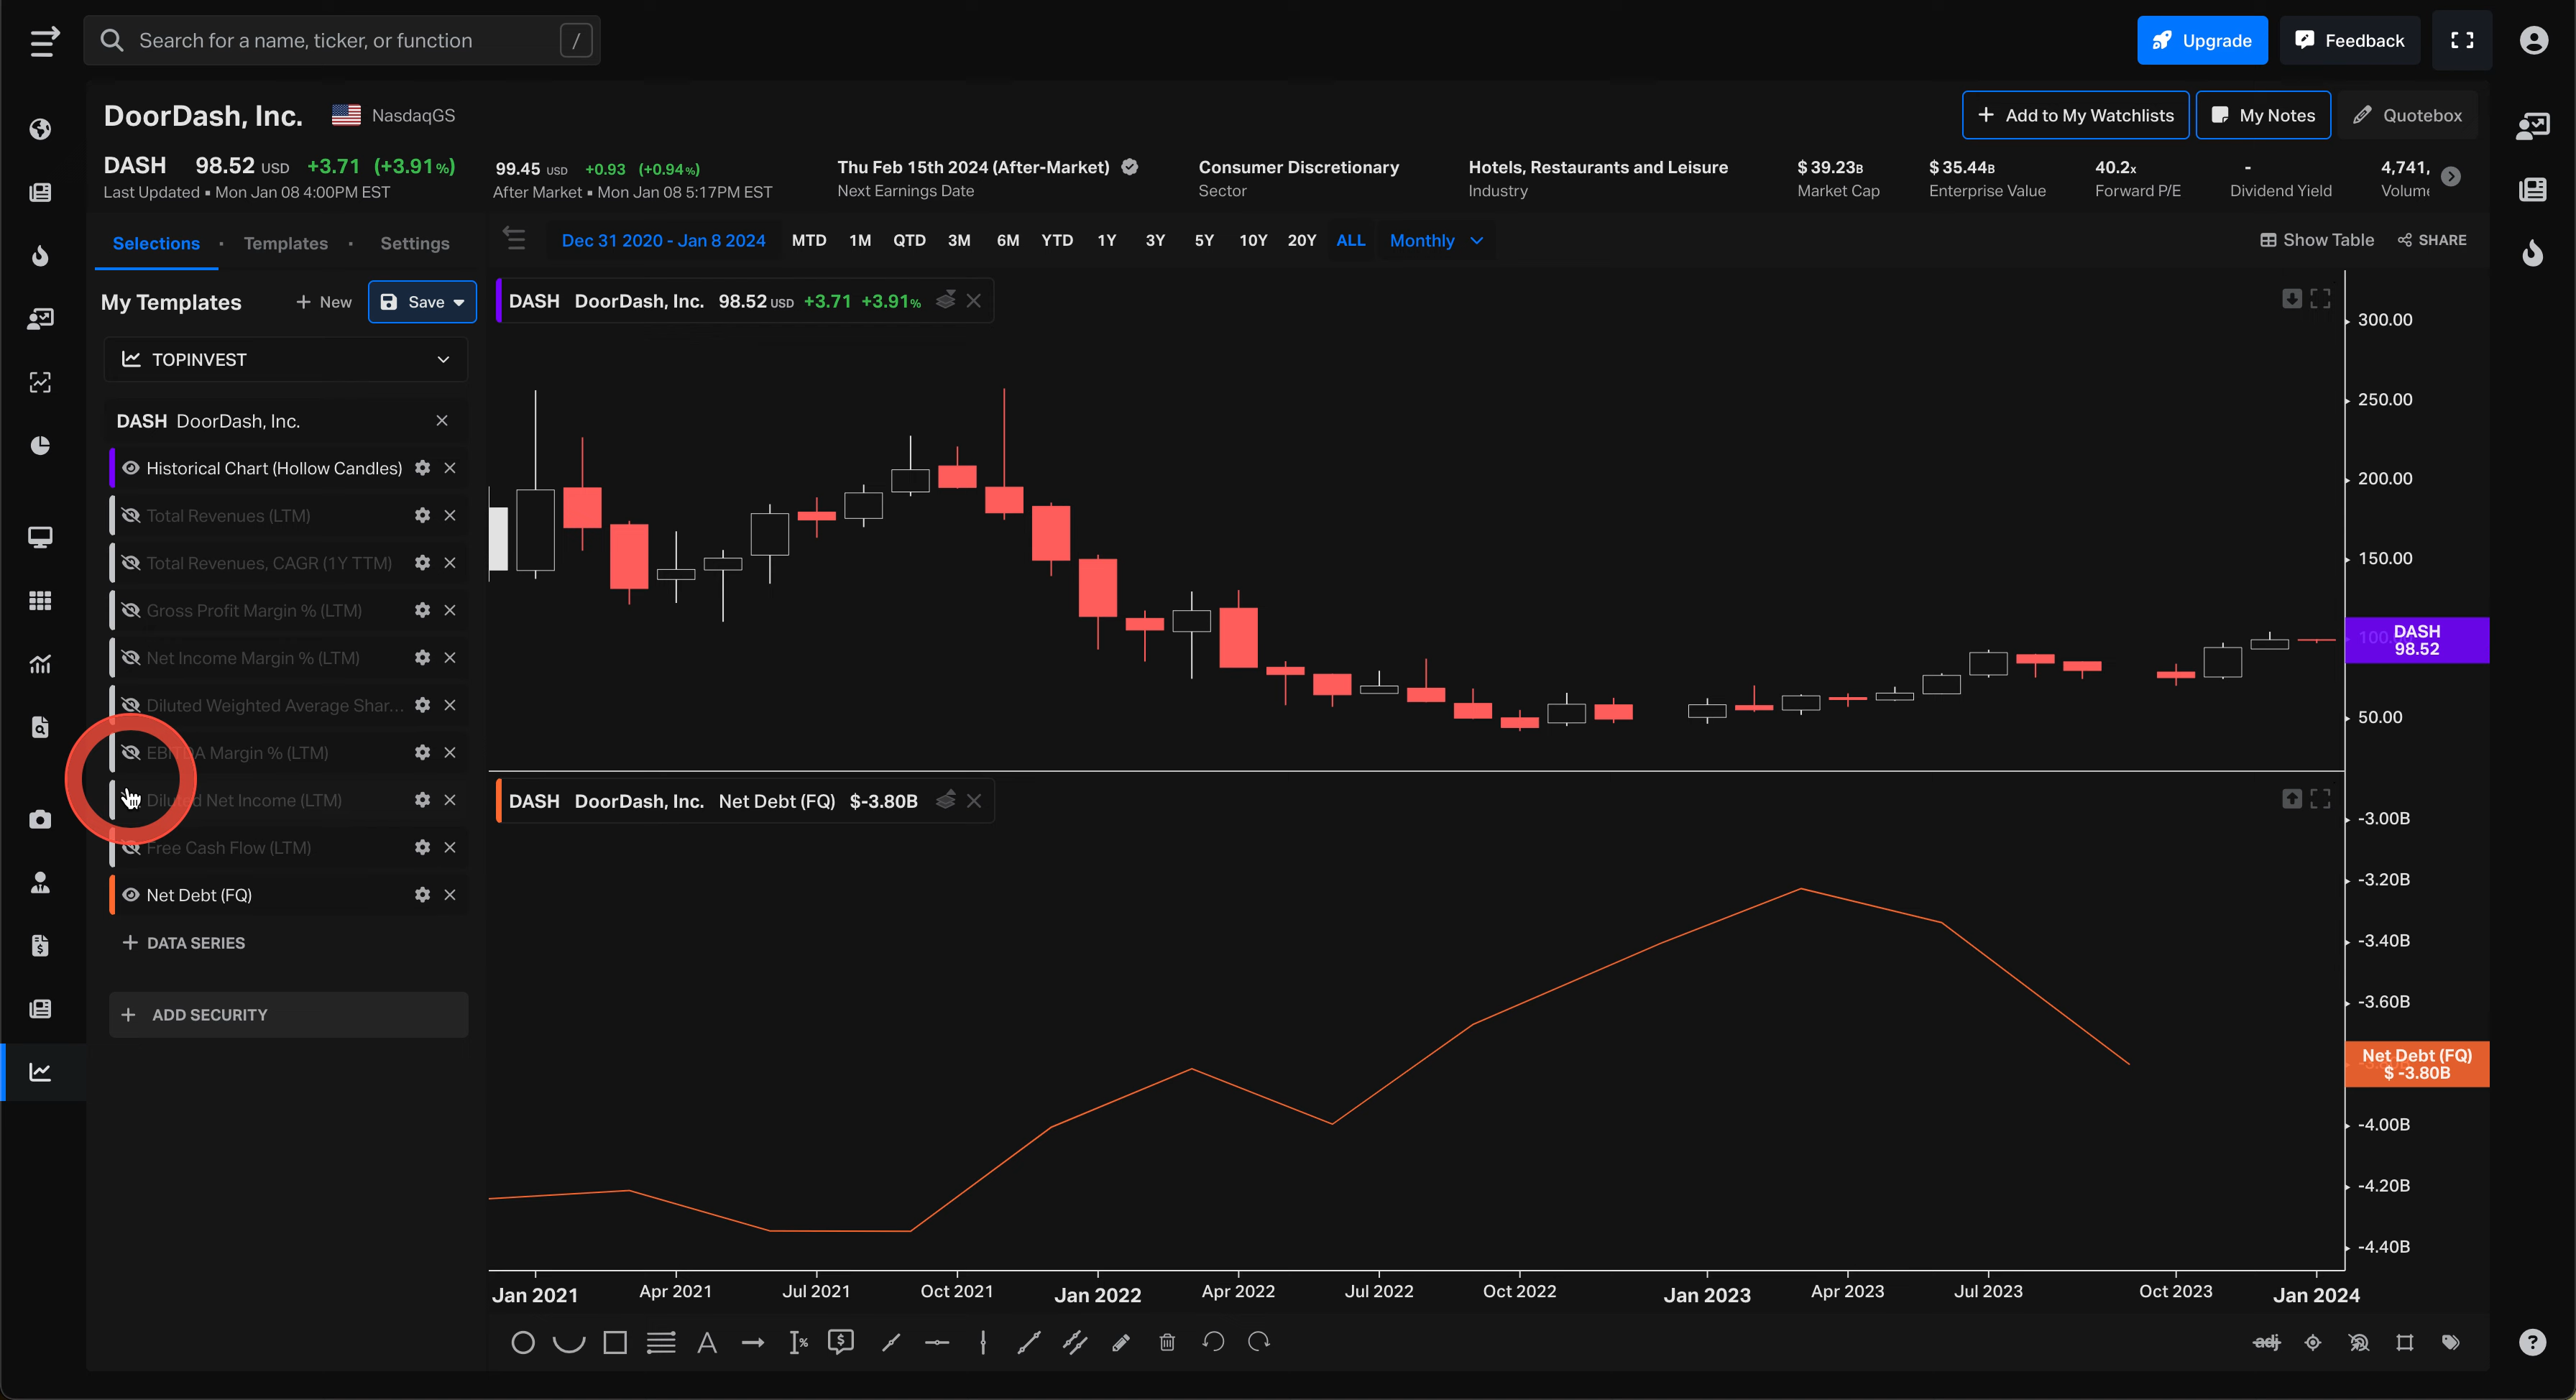 Search for a name, ticker, or function /
Upgrade
Feedback
DoorDash, Inc. NasdaqGS
+ Add to My Watchlists
My Notes
Quotebox
DASH 98.52 USD +3.71 (+3.91%)
Last Updated ▪ Mon Jan 08 4:00PM EST
99.45 USD +0.93 (+0.94%)
After Market ▪ Mon Jan 08 5:17PM EST
Thu Feb 15th 2024 (After-Market)
Next Earnings Date
Consumer Discretionary
Sector
Hotels, Restaurants and Leisure
Industry
$ 39.23B
Market Cap
$ 35.44B
Enterprise Value
40.2x
Forward P/E
-
Dividend Yield
4,741,
Volume
Selections · Templates · Settings
Dec 31 2020 - Jan 8 2024 MTD 1M QTD 3M 6M YTD 1Y 3Y 5Y 10Y 20Y ALL Monthly
Show Table SHARE
My Templates + New Save
TOPINVEST
DASH DoorDash, Inc.
Historical Chart (Hollow Candles)
Total Revenues (LTM)
Total Revenues, CAGR (1Y TTM)
Gross Profit Margin % (LTM)
Net Income Margin % (LTM)
Diluted Weighted Average Shar...
EBITDA Margin % (LTM)
Diluted Net Income (LTM)
Free Cash Flow (LTM)
Net Debt (FQ)
+ DATA SERIES
+ ADD SECURITY
DASH DoorDash, Inc. 98.52 USD +3.71 +3.91%
300.00
250.00
200.00
150.00
100.00
DASH
98.52
50.00
DASH DoorDash, Inc. Net Debt (FQ) $-3.80B
-3.00B
-3.20B
-3.40B
-3.60B
Net Debt (FQ)
$ -3.80B
-4.00B
-4.20B
-4.40B
Jan 2021 Apr 2021 Jul 2021 Oct 2021 Jan 2022 Apr 2022 Jul 2022 Oct 2022 Jan 2023 Apr 2023 Jul 2023 Oct 2023 Jan 2024
A
%
$
adj
?